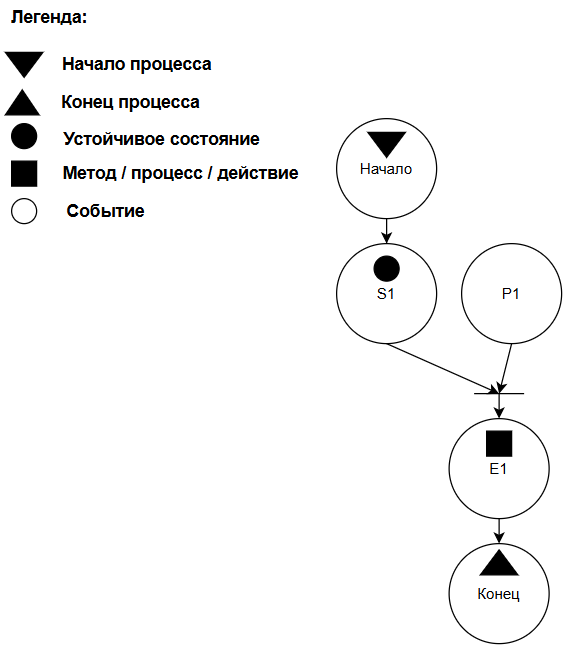 Легенда:
Начало процесса
Конец процесса
Устойчивое состояние
Метод / процесс / действие
Событие
Начало
S1
P1
E1
Конец